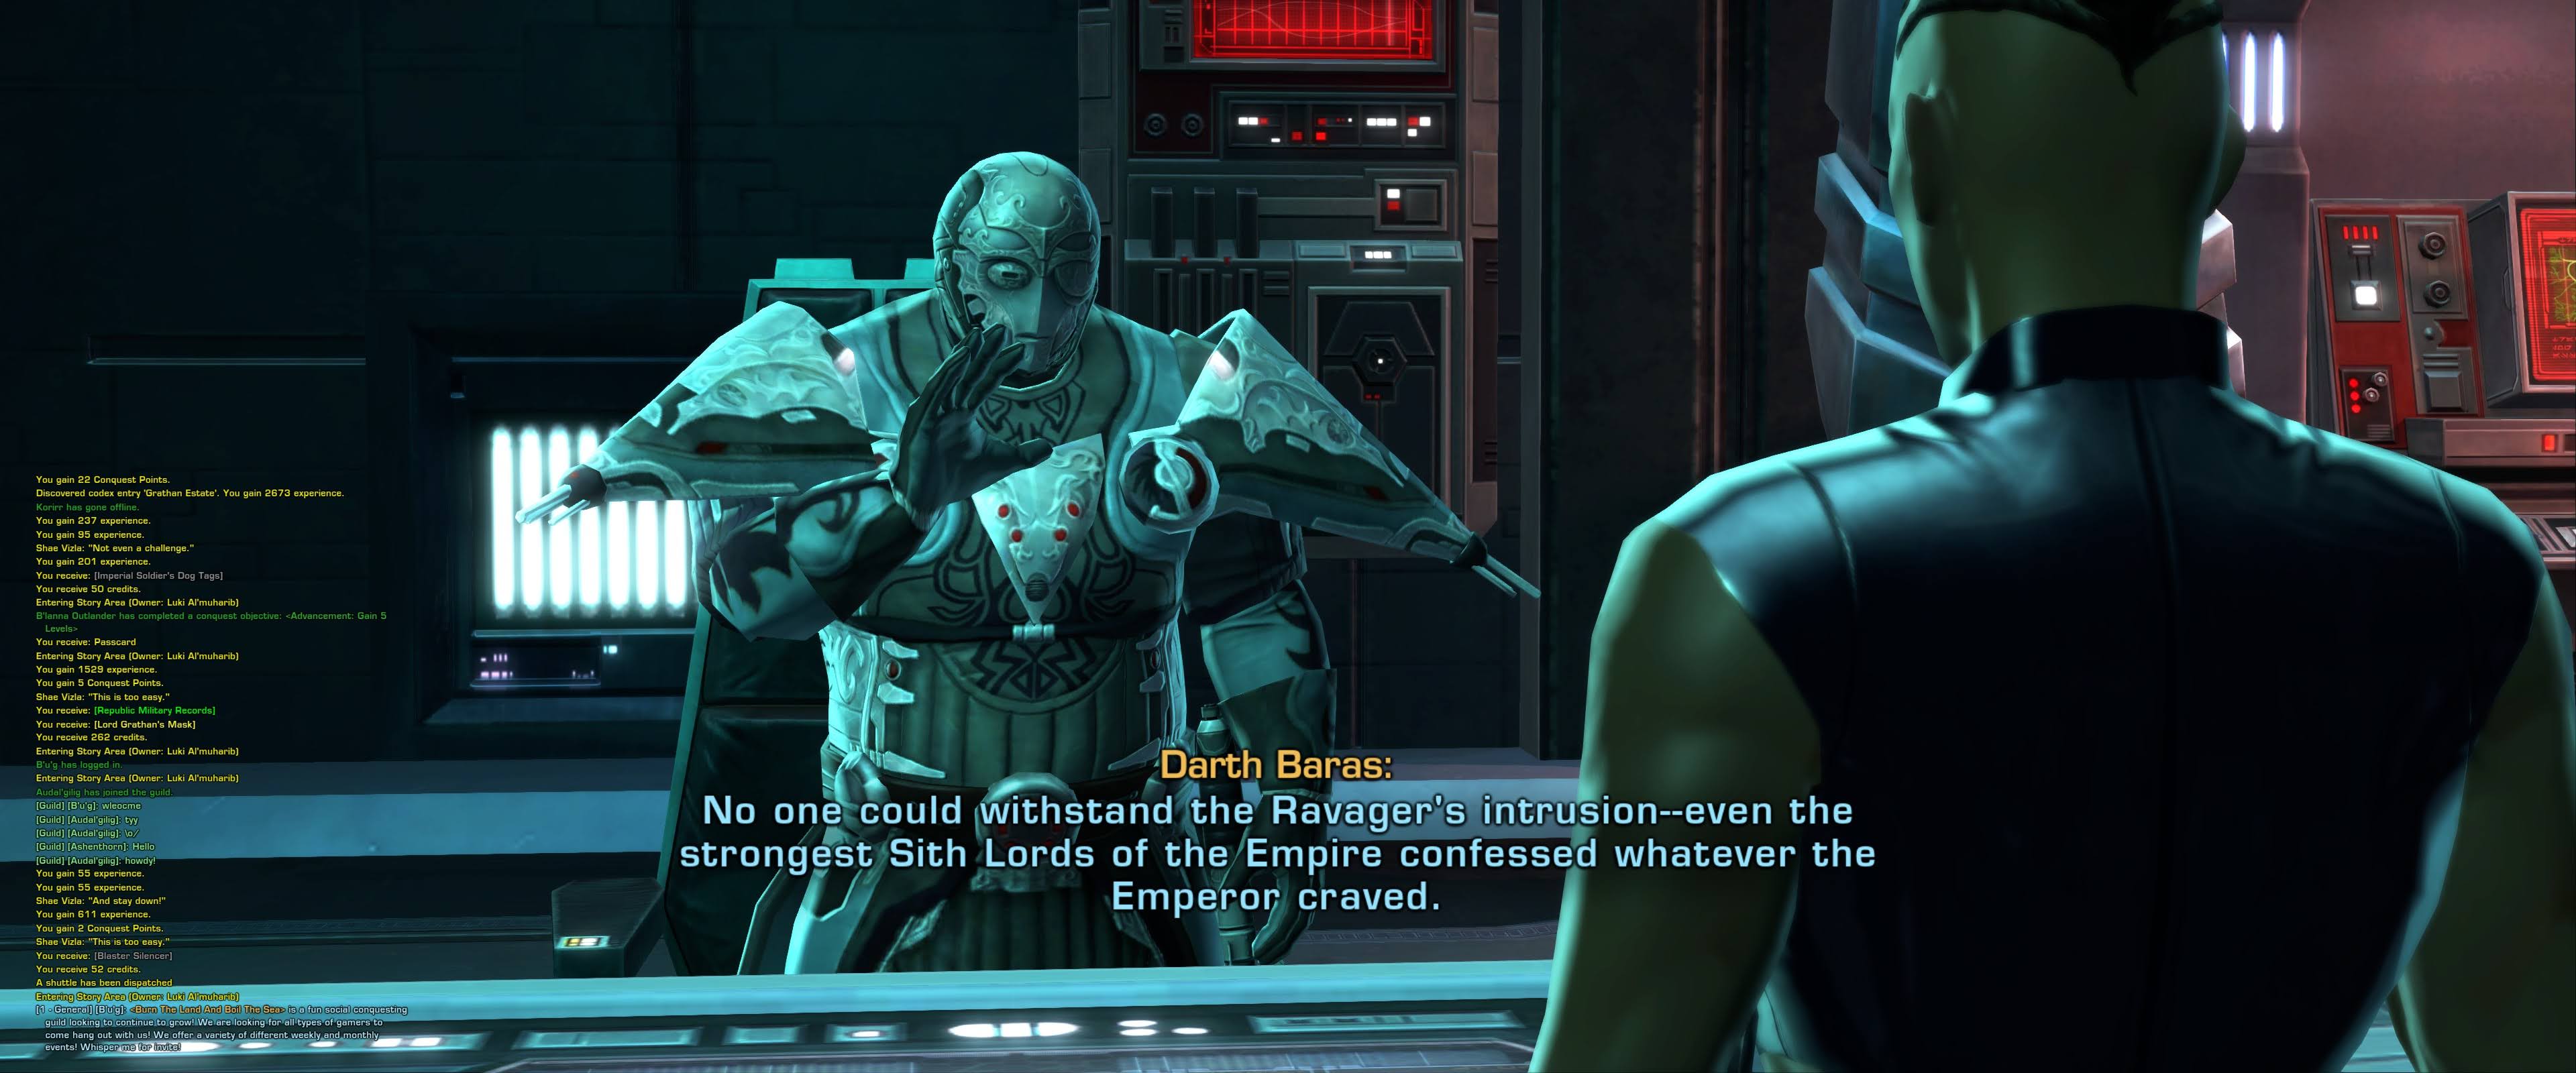 You gain 22 Conquest Points.
Discovered codex entry 'Grathan Estate'. You gain 2673 experience.
Korirr has gone offline.
You gain 237 experience.
You gain 95 experience.
Shae Vizla: "Not even a challenge."
You gain 201 experience.
You receive: [Imperial Soldier's Dog Tags]
You receive 50 credits.
Entering Story Area (Owner: Luki Al'muharib)
B'lanna Outlander has completed a conquest objective: <Advancement: Gain 5
Levels>
You receive: Passcard
Entering Story Area (Owner: Luki Al'muharib)
You gain 1529 experience.
You gain 5 Conquest Points.
Shae Vizla: "This is too easy."
You receive: [Republic Military Records]
You receive: [Lord Grathan's Mask]
You receive 262 credits.
Entering Story Area (Owner: Luki Al'muharib)
B'u'g has logged in.
Entering Story Area (Owner: Luki Al'muharib)
Audal'gilig has joined the guild.
[Guild] [B'u'g]: wleocme
[Guild] [Audal'gilig]: tyy
[Guild] [Audal'gilig]: \o/
[Guild] [Ashenthorn]: Hello
[Guild] [Audal'gilig]: howdy!
You gain 55 experience.
You gain 55 experience.
Shae Vizla: "And stay down!"
You gain 611 experience.
You gain 2 Conquest Points.
Shae Vizla: "This is too easy."
You receive: [Blaster Silencer]
You receive 52 credits.
A shuttle has been dispatched
Entering Story Area (Owner: Luki Al'muharib)
[1 - General] [B'u'g]: <Burn The Land And Boil The Sea> is a fun social conquesting
guild looking to continue to grow! We are looking for all types of gamers to
come hang out with us! We offer a variety of different weekly and monthly
events! Whisper me for invite!
Darth Baras:
No one could withstand the Ravager's intrusion--even the
strongest Sith Lords of the Empire confessed whatever the
Emperor craved.